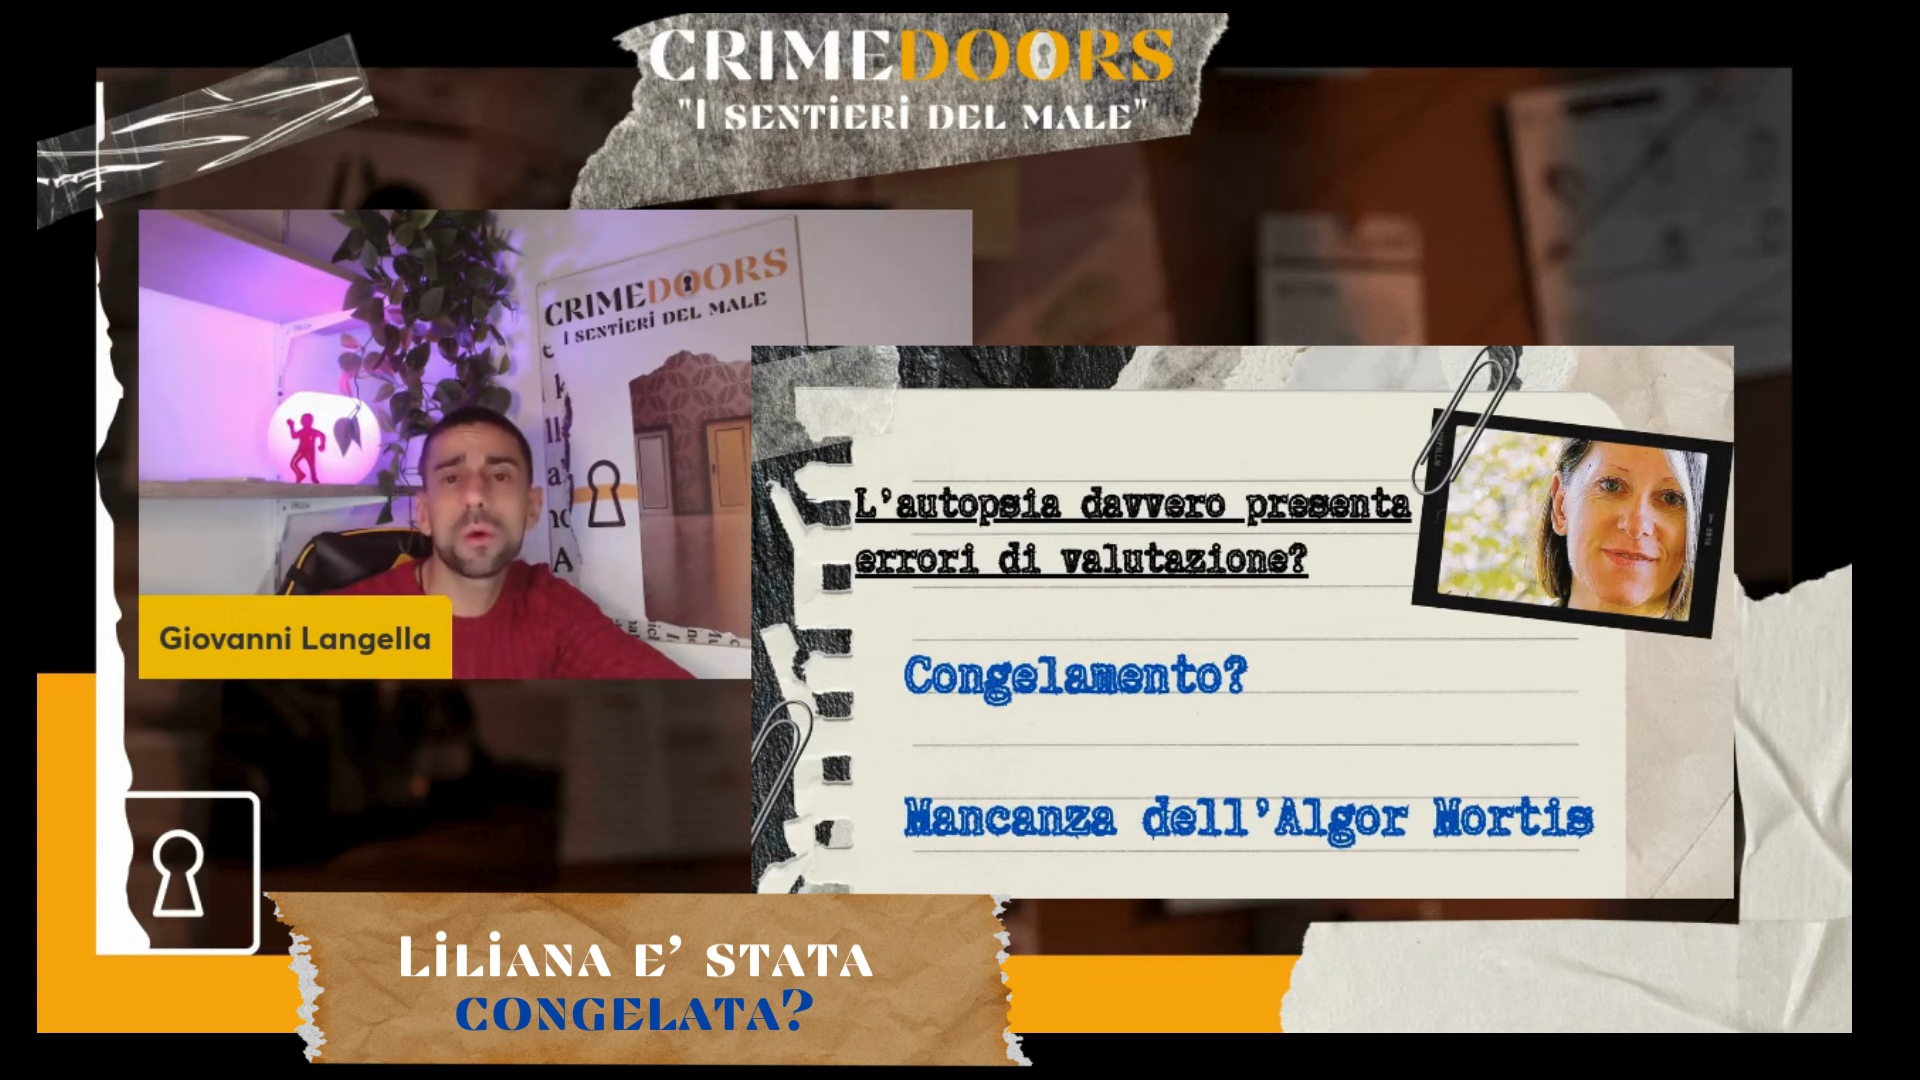 CRIMEDOORS
"I SENTIERI DEL MALE"
CRIMEDOORS
I SENTIERI DEL MALE
Giovanni Langella
L'autopsia davvero presenta
errori di valutazione?
Congelamento?
Mancanza dell'Algor Mortis
LILIANA E' STATA
CONGELATA?